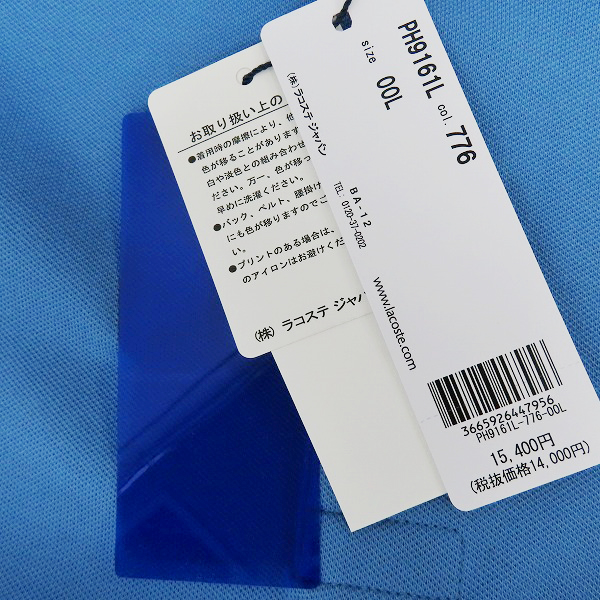 PH9161L col. 776
size 00L
(株) ラコステ ジャパン
BA-12
TEL: 0120-37-0202
www.lacoste.com
3665926447956
PH9161L-776-00L
15,400円
(税抜価格14,000円)
お取り扱い上の
●着用時の摩擦により、他
色が移ることがあります
白や淡色との組み合わせ
ださい。万一、色が移っ
早めに洗濯ください。
●バック、ベルト、腰掛け
にも色が移りますのでご
い。
●プリントのある場合は、
のアイロンはお避けくだ
(株) ラコステ ジャパ